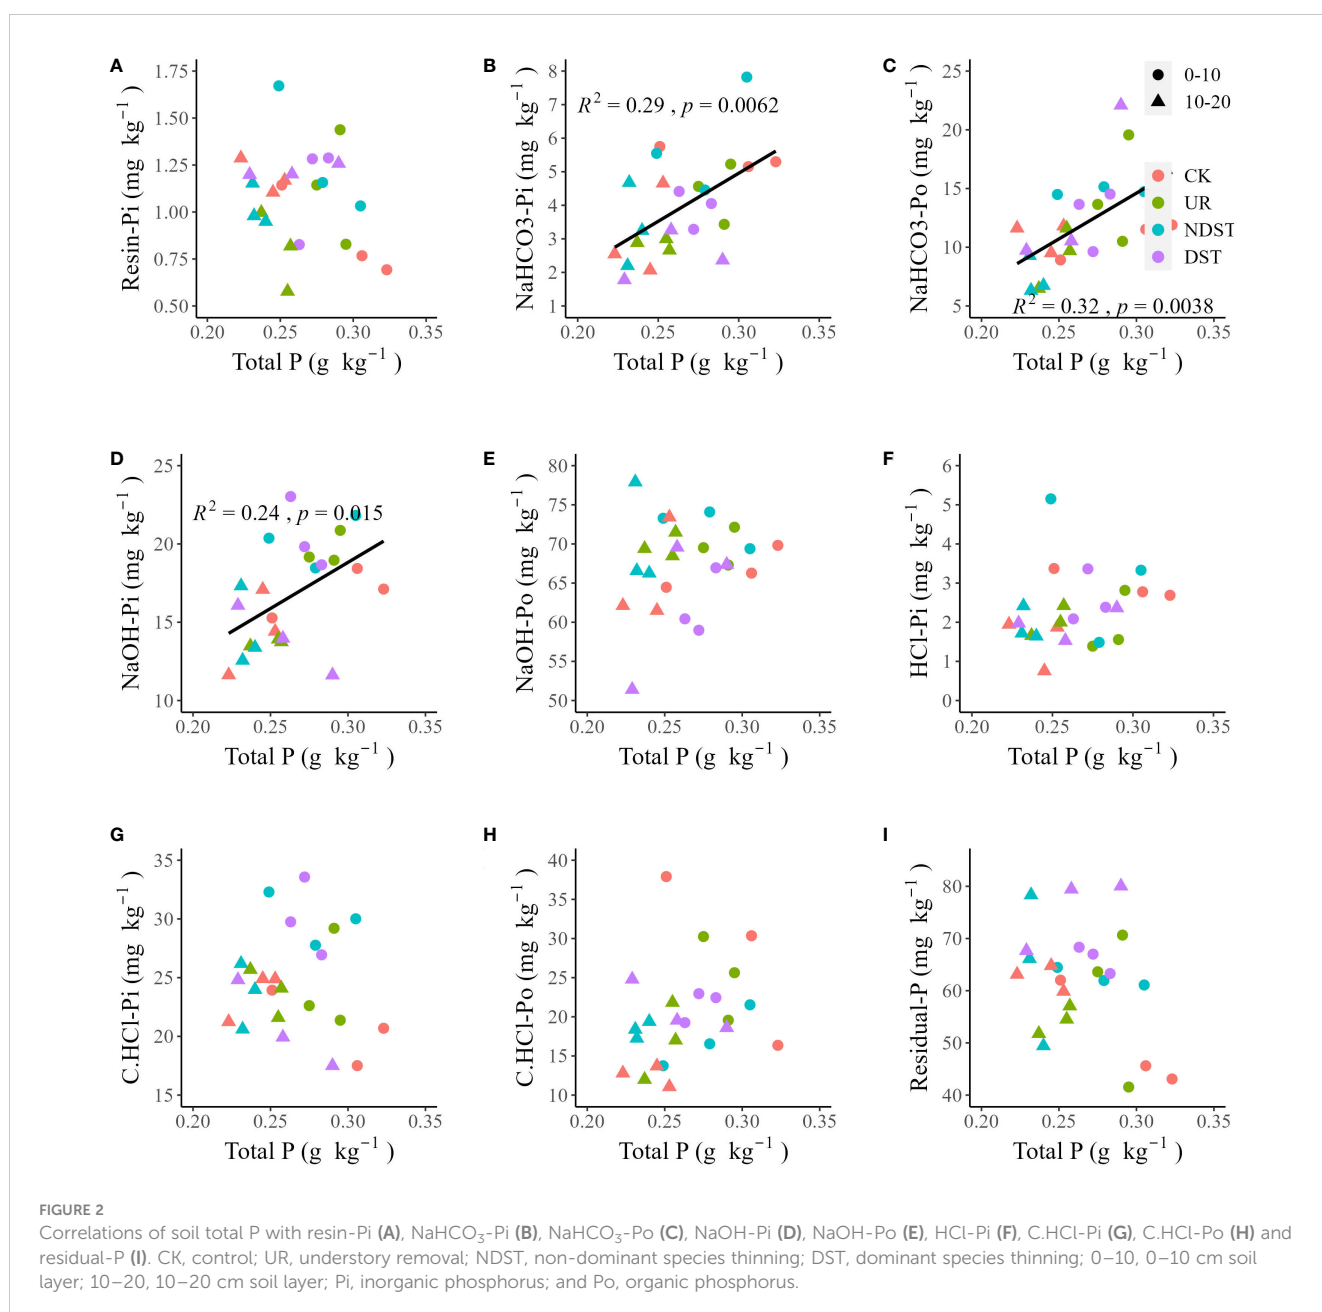 A
Resin-Pi (mg kg−1)
1.75
1.50
1.25
1.00
0.75
0.50
0.20 0.25 0.30 0.35
Total P (g kg−1)
B
NaHCO3-Pi (mg kg−1)
R2 = 0.29 , p = 0.0062
8
7
6
5
4
3
2
1
0.20 0.25 0.30 0.35
Total P (g kg−1)
C
NaHCO3-Po (mg kg−1)
25
20
15
10
5
R2 = 0.32 , p = 0.0038
0.20 0.25 0.30 0.35
Total P (g kg−1)
0-10
10-20
CK
UR
NDST
DST
D
NaOH-Pi (mg kg−1)
R2 = 0.24 , p = 0.015
25
20
15
10
0.20 0.25 0.30 0.35
Total P (g kg−1)
E
NaOH-Po (mg kg−1)
80
75
70
65
60
55
50
0.20 0.25 0.30 0.35
Total P (g kg−1)
F
HCl-Pi (mg kg−1)
6
5
4
3
2
1
0
0.20 0.25 0.30 0.35
Total P (g kg−1)
G
C.HCl-Pi (mg kg−1)
35
30
25
20
15
0.20 0.25 0.30 0.35
Total P (g kg−1)
H
C.HCl-Po (mg kg−1)
40
35
30
25
20
15
10
0.20 0.25 0.30 0.35
Total P (g kg−1)
I
Residual-P (mg kg−1)
80
70
60
50
40
0.20 0.25 0.30 0.35
Total P (g kg−1)
FIGURE 2
Correlations of soil total P with resin-Pi (A), NaHCO3-Pi (B), NaHCO3-Po (C), NaOH-Pi (D), NaOH-Po (E), HCl-Pi (F), C.HCl-Pi (G), C.HCl-Po (H) and
residual-P (I). CK, control; UR, understory removal; NDST, non-dominant species thinning; DST, dominant species thinning; 0–10, 0–10 cm soil
layer; 10–20, 10–20 cm soil layer; Pi, inorganic phosphorus; and Po, organic phosphorus.